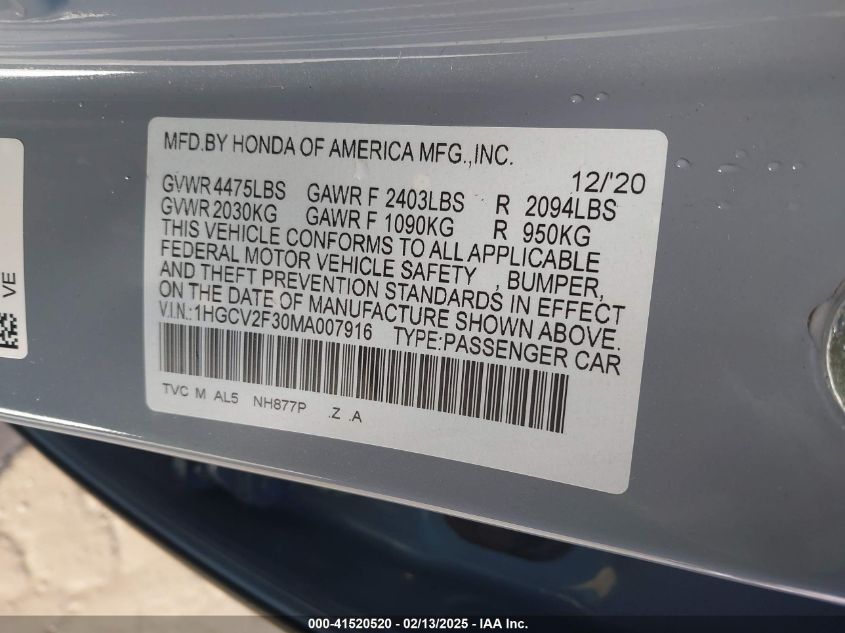 MFD.BY HONDA OF AMERICA MFG.,INC.
12/'20
GVWR 4475LBS GAWR F 2403LBS R 2094LBS
GVWR 2030KG GAWR F 1090KG R 950KG
THIS VEHICLE CONFORMS TO ALL APPLICABLE
FEDERAL MOTOR VEHICLE SAFETY , BUMPER,
AND THEFT PREVENTION STANDARDS IN EFFECT
ON THE DATE OF MANUFACTURE SHOWN ABOVE.
V.I.N.:1HGCV2F30MA007916 TYPE:PASSENGER CAR
TVC M AL5 NH877P .Z .A
VE
000-41520520 - 02/13/2025 - IAA Inc.